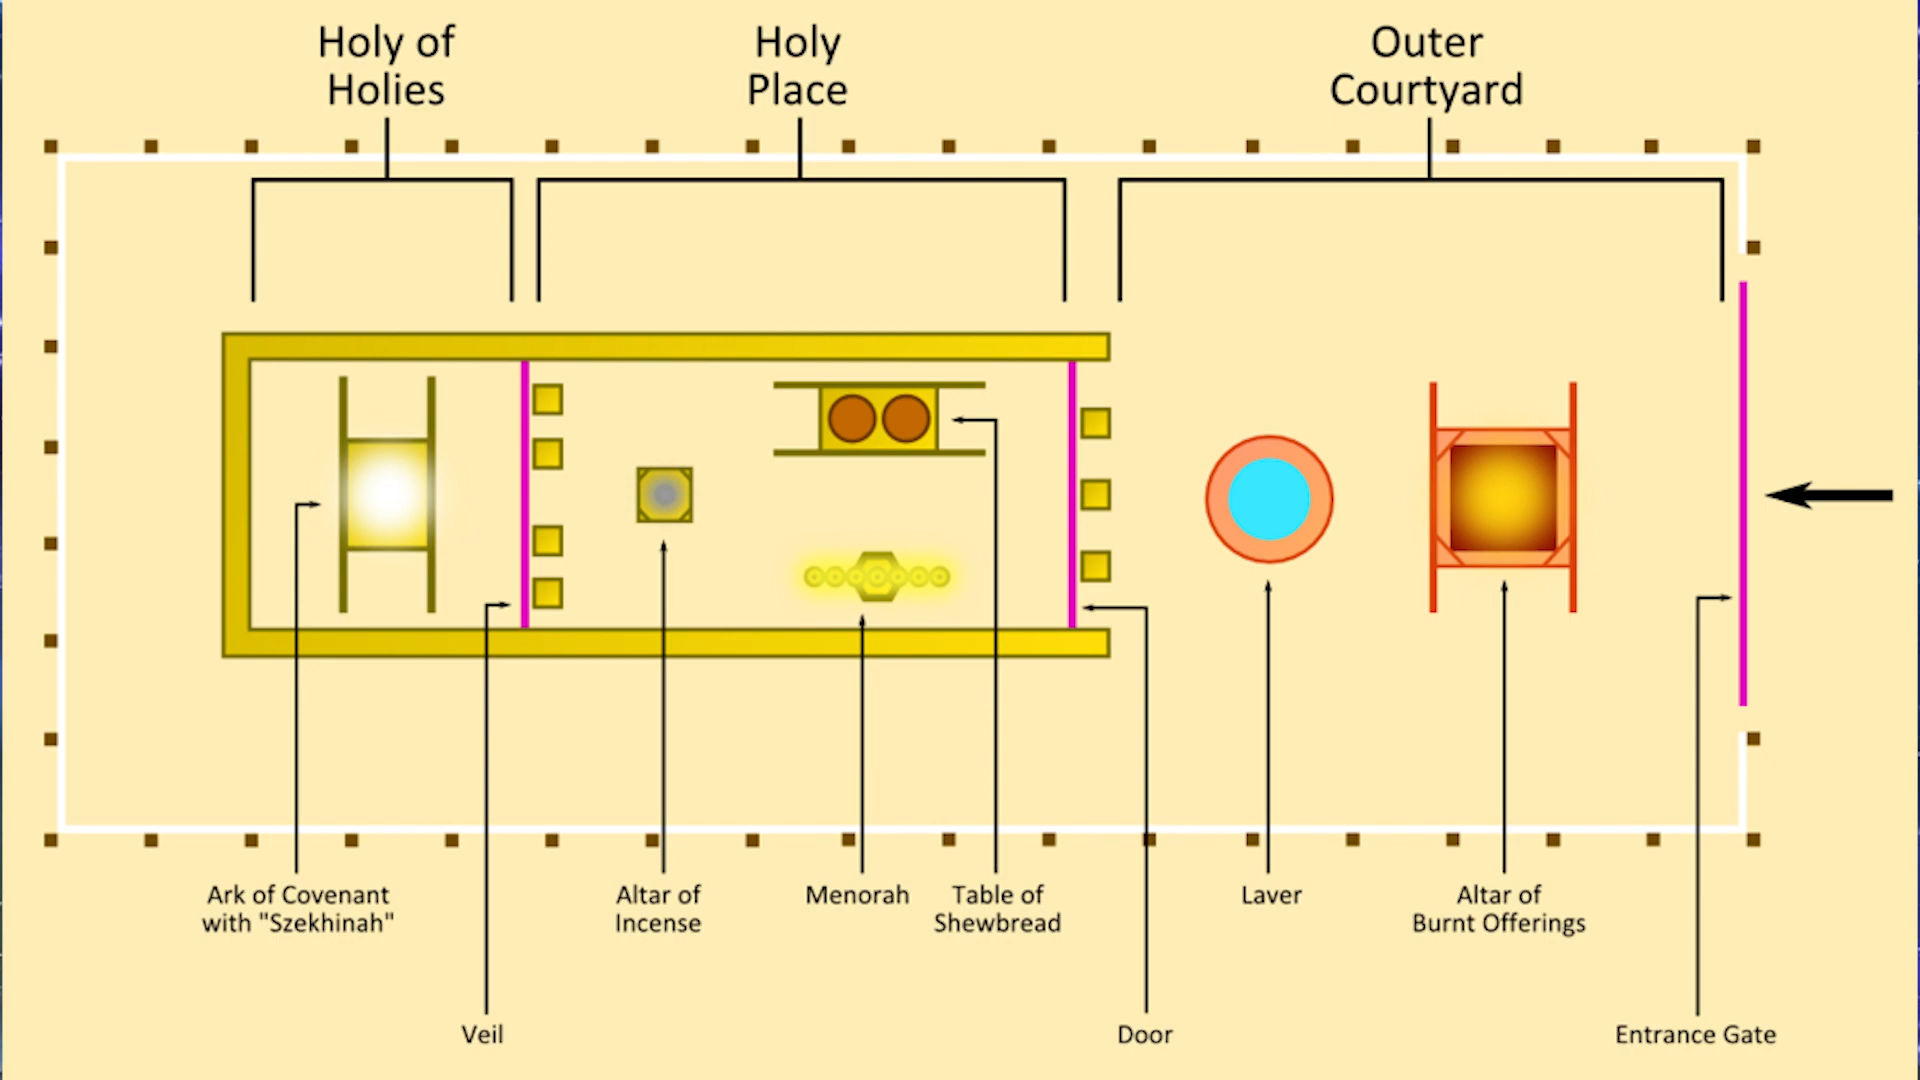 Holy of
Holies
Holy
Place
Outer
Courtyard
Ark of Covenant
with "Szekhinah"
Altar of
Incense
Menorah
Table of
Shewbread
Laver
Altar of
Burnt Offerings
Veil
Door
Entrance Gate